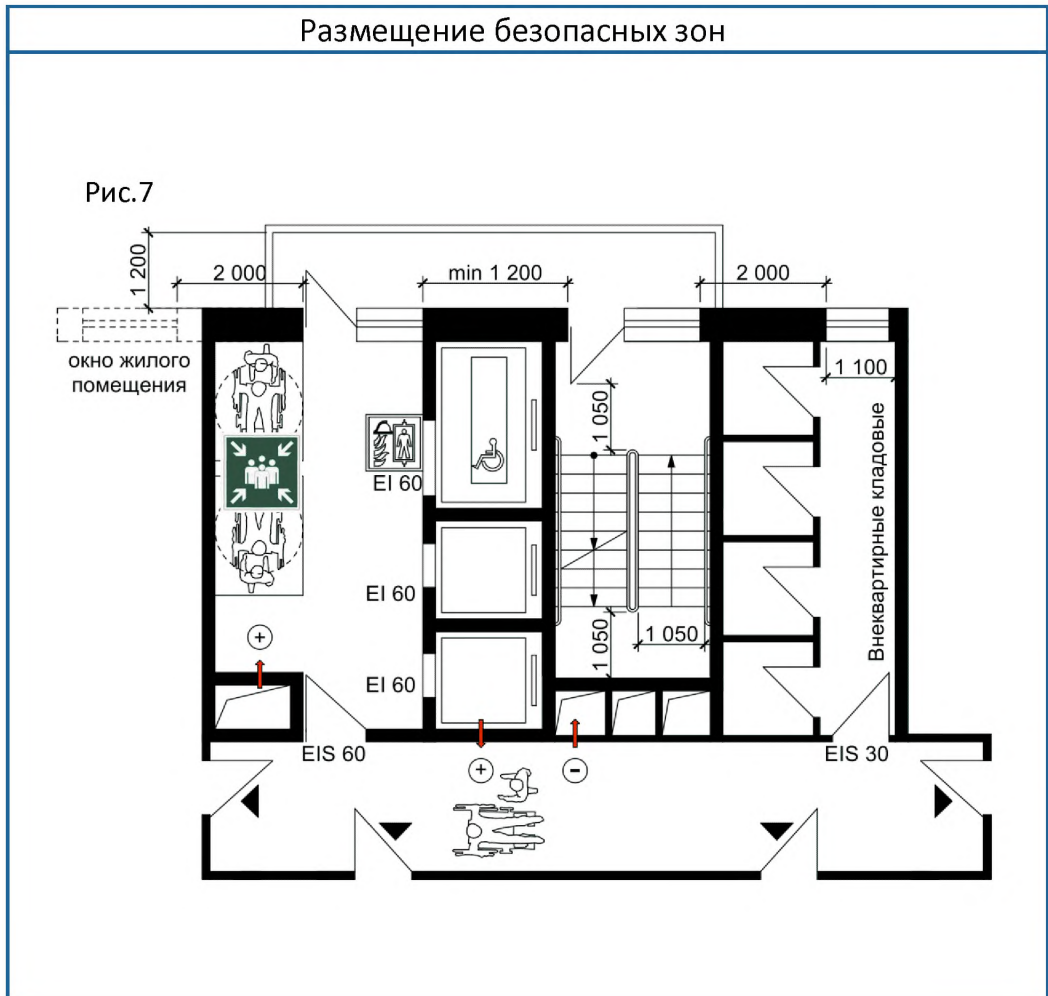 Размещение безопасных зон
Рис.7
1 200
2 000
min 1 200
2 000
окно жилого
помещения
1 100
1 050
EI 60
EI 60
EI 60
1 050
1 050
Внеквартирные кладовые
+
EIS 60
+
−
EIS 30